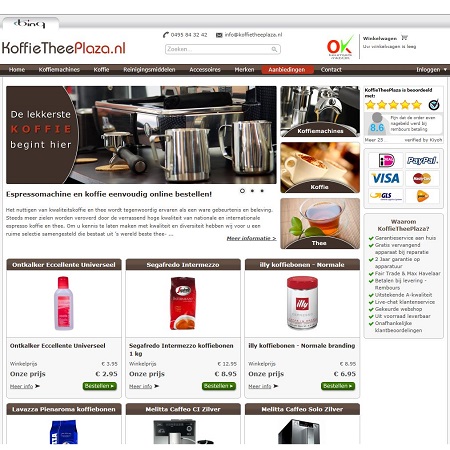 KoffieTheePlaza.nl
0495 84 32 42 info@koffietheeplaza.nl
Zoeken...
OK
Winkelwagen
Uw winkelwagen is leeg
Home Koffiemachines Koffie Reinigingsmiddelen Accessoires Merken Aanbiedingen Contact Inloggen
De lekkerste
KOFFIE
begint hier
Koffiemachines
Koffie
Thee
KoffieTheePlaza is beoordeeld
met:
8.6
Fijn dat de order even
nagebeld werd bij
rembours betaling
Meer 25 verified by Kiyoh
iDEAL
PayPal
VISA
MasterCard
GLS
Espressomachine en koffie eenvoudig online bestellen!
Het nuttigen van kwaliteitskoffie en thee wordt tegenwoordig ervaren als een ware gebeurtenis en beleving.
Steeds meer zielen worden veroverd door de verrassend hoge kwaliteit van nationale en internationale
espresso koffie en thee. Om u kennis te laten maken met kwaliteit en diversiteit hebben wij voor u een
ruime selectie samengesteld die bestaat uit 's wereld beste thee- ...
Meer informatie >
Waarom
KoffieTheePlaza?
Garantieservice aan huis
Gratis vervangend
apparaat bij reparatie
2 Jaar garantie op
apparatuur
Fair Trade & Max Havelaar
Betalen bij levering -
Rembours
Uitstekende A-kwaliteit
Live-chat klantenservice
Gekeurde webshop
Uit voorraad leverbaar
Onafhankelijke
klantbeoordelingen
Ontkalker Eccellente Universeel
Segafredo Intermezzo
illy koffiebonen - Normale
illy
Ontkalker Eccellente Universeel
Winkelprijs € 3.95
Onze prijs € 2.95
Meer info Bestellen
Segafredo Intermezzo koffiebonen
1 kg
Winkelprijs € 12.95
Onze prijs € 8.95
Meer info Bestellen
illy koffiebonen - Normale branding
Winkelprijs € 8.95
Onze prijs € 6.95
Meer info Bestellen
Lavazza Pienaroma koffiebonen
Melitta Caffeo CI Zilver
Melitta Caffeo Solo Zilver